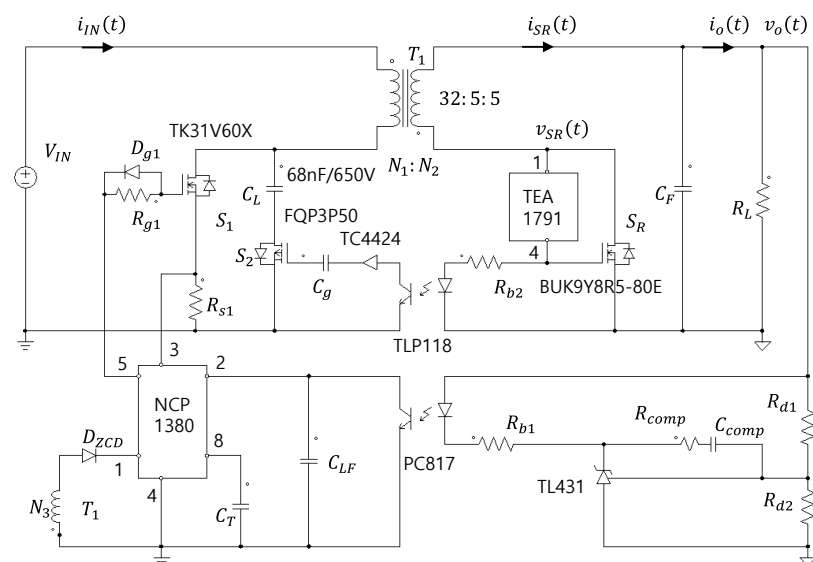 i_IN(t) i_SR(t) i_o(t) v_o(t)
T_1
32:5:5
TK31V60X
v_SR(t)
V_IN D_g1 N_1:N_2
68nF/650V 1
C_L TEA 1791 C_F
R_g1 S_1 FQP3P50 S_R R_L
TC4424
S_2 4
C_g R_b2 BUK9Y8R5-80E
R_s1
TLP118
3
5 2
NCP 1380 R_comp C_comp R_d1
D_ZCD R_b1
8
1 C_LF PC817
TL431
4 R_d2
N_3 T_1 C_T